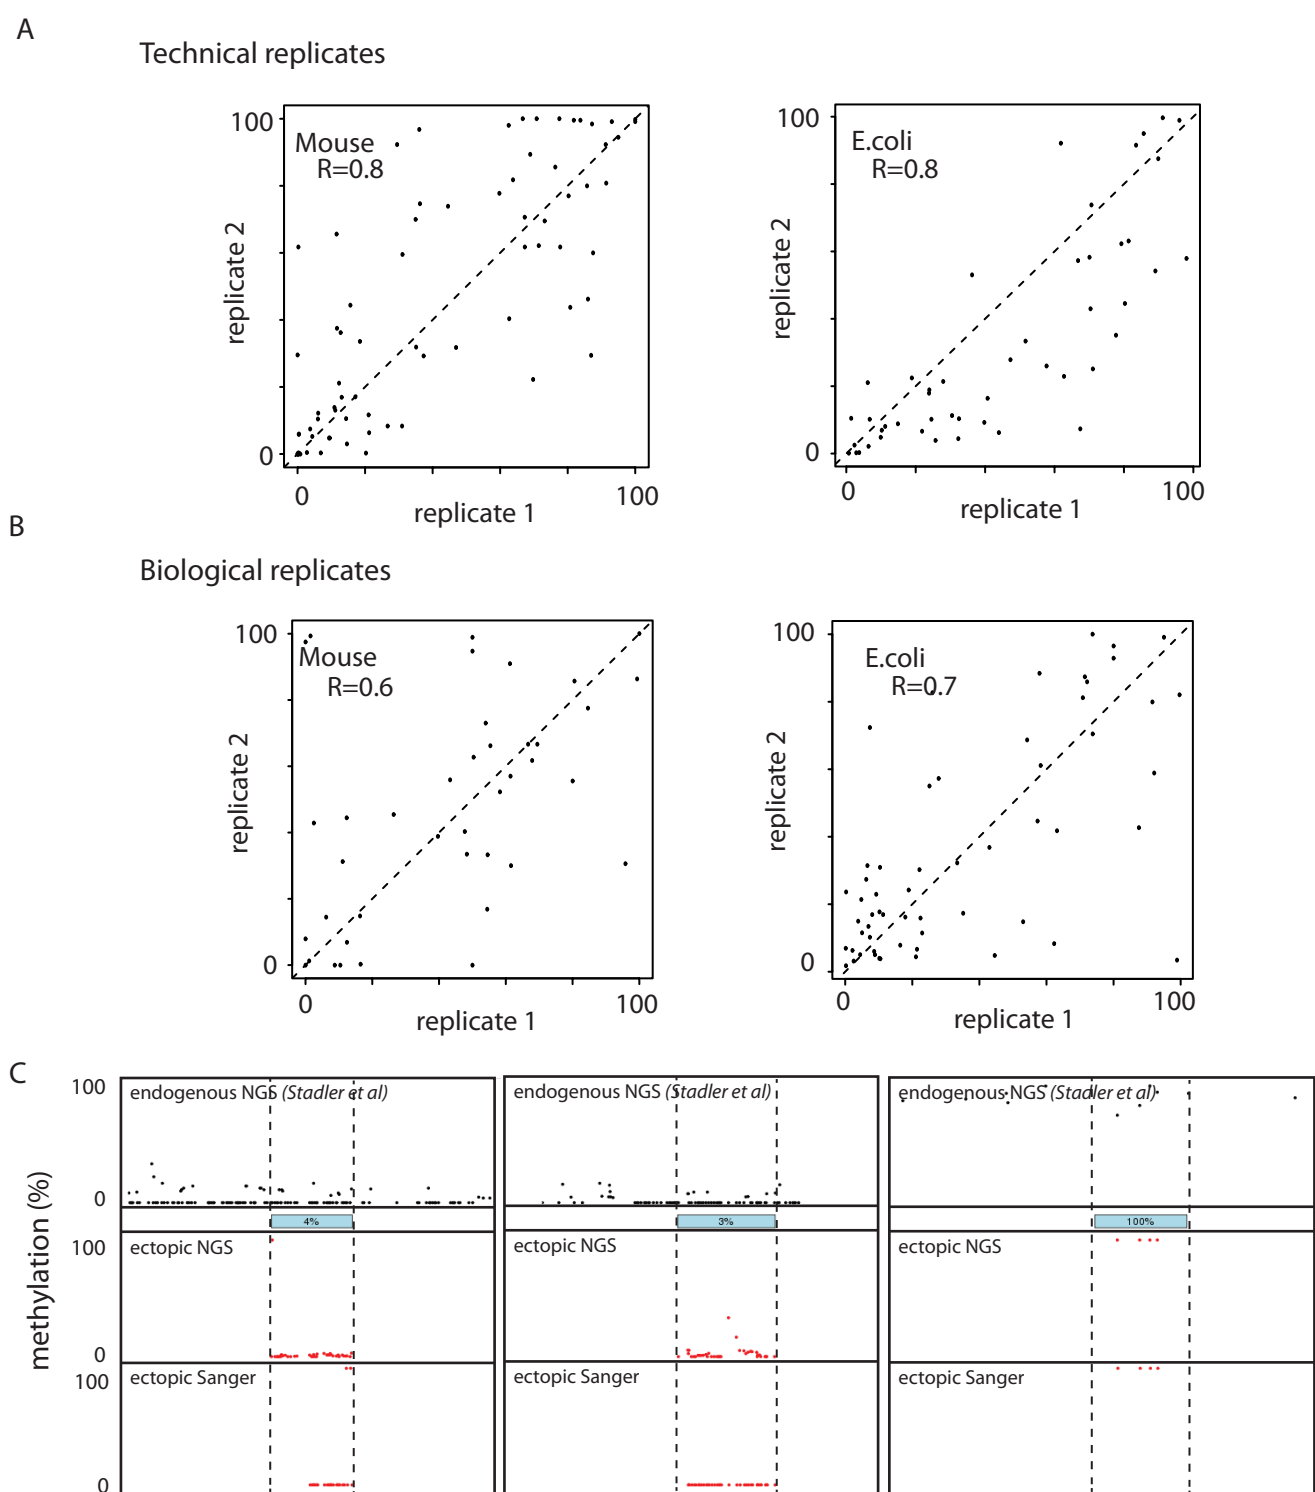 A
Technical replicates
100
Mouse
R=0.8
replicate 2
0
0
100
replicate 1
100
E.coli
R=0.8
replicate 2
0
0
100
replicate 1
B
Biological replicates
100
Mouse
R=0.6
replicate 2
0
0
100
replicate 1
100
E.coli
R=0.7
replicate 2
0
0
100
replicate 1
C
methylation (%)
100
0
100
0
100
0
endogenous NGS (Stadler et al)
4%
ectopic NGS
ectopic Sanger
endogenous NGS (Stadler et al)
3%
ectopic NGS
ectopic Sanger
endogenous NGS (Stadler et al)
100%
ectopic NGS
ectopic Sanger